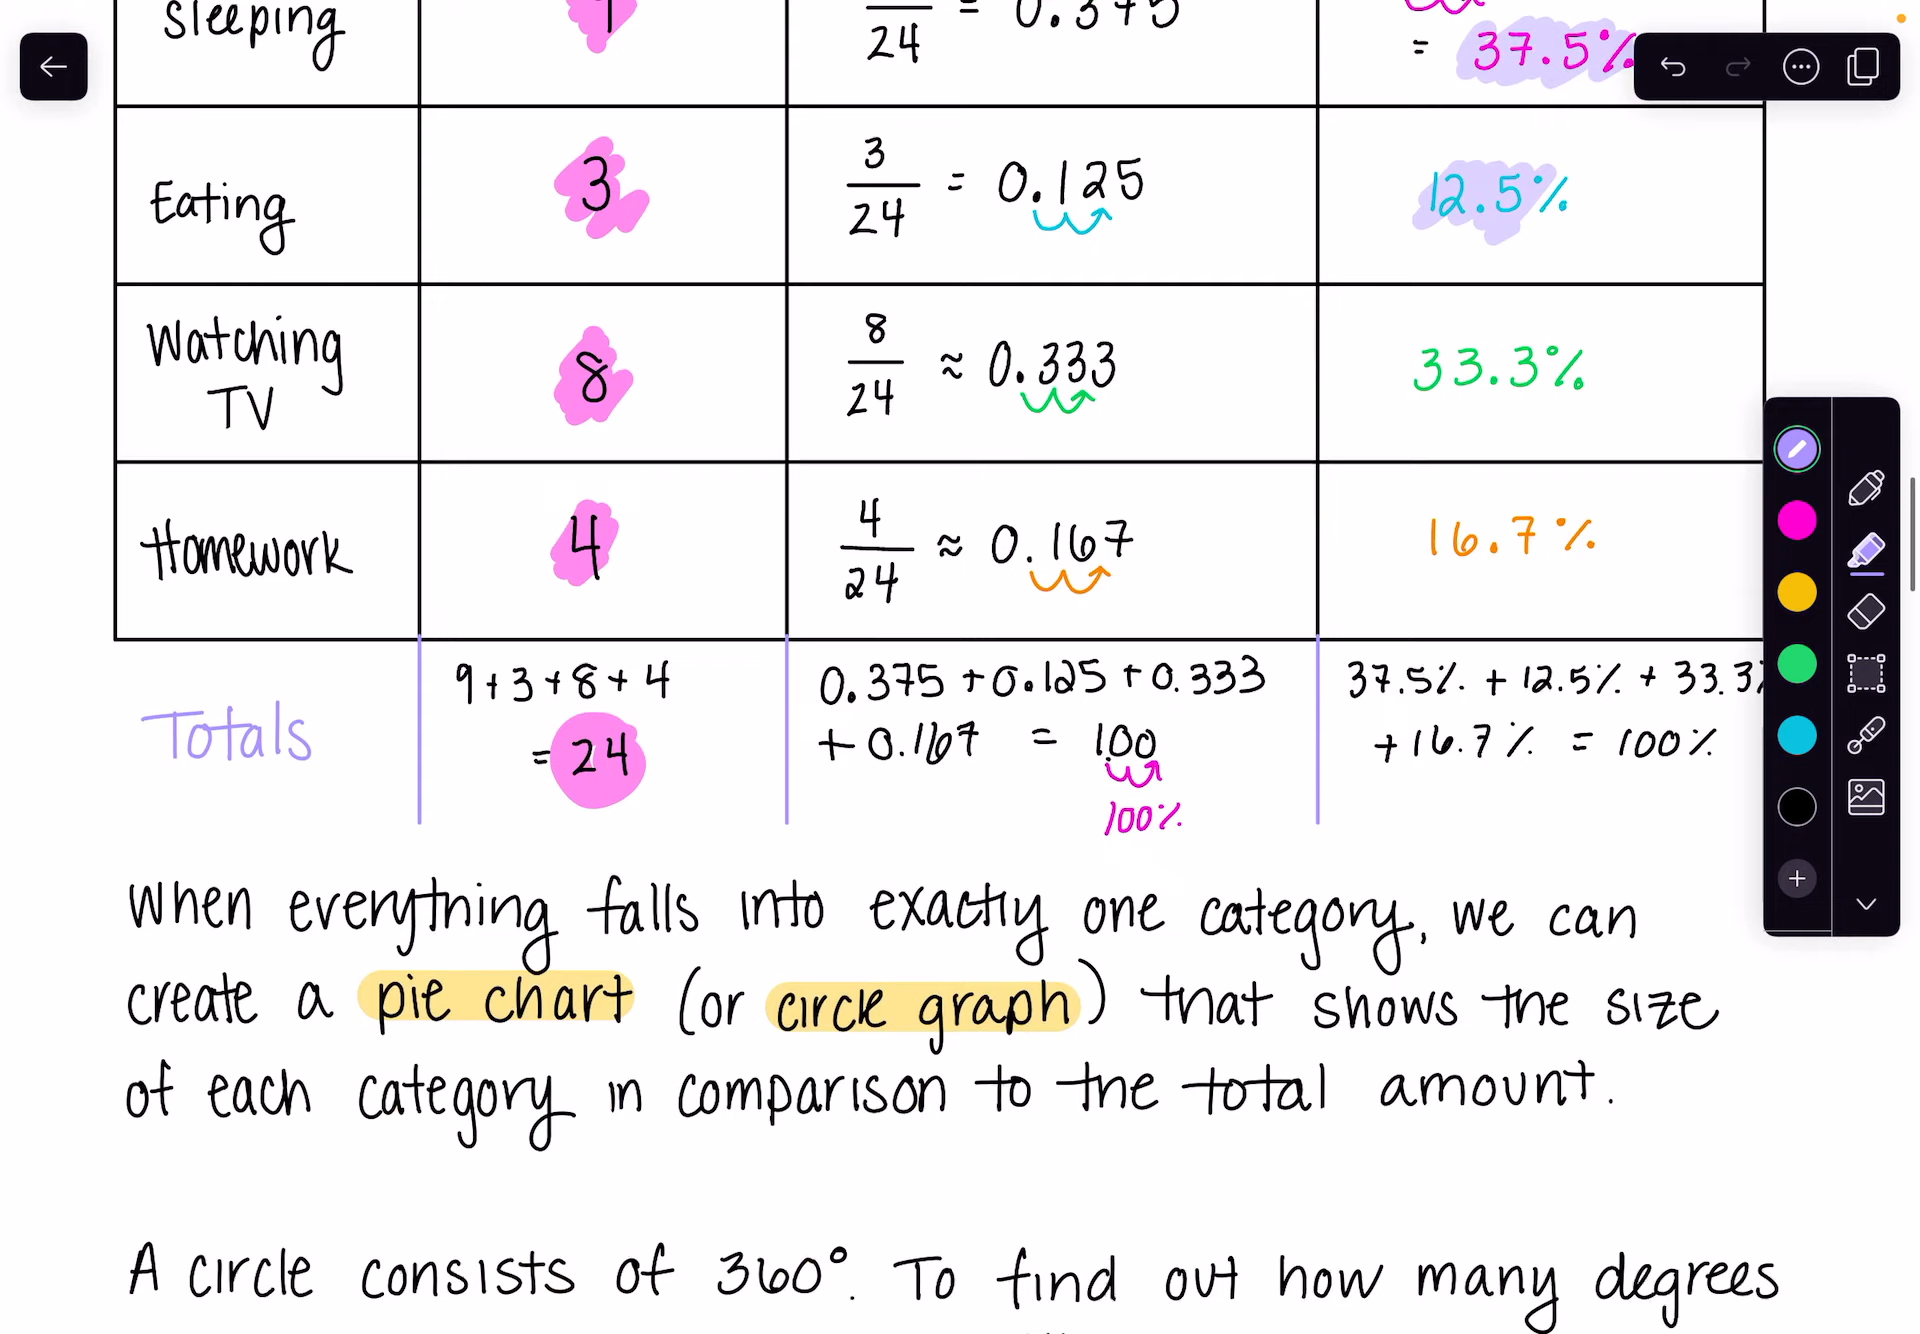 sleeping
24 = 0.375
= 37.5%
Eating 3 3/24 = 0.125 12.5%
Watching TV 8 8/24 ≈ 0.333 33.3%
Homework 4 4/24 ≈ 0.167 16.7%
Totals
9+3+8+4
= 24
0.375 + 0.125 + 0.333
+ 0.167 = 1.00
100%
37.5% + 12.5% + 33.3%
+ 16.7% = 100%
When everything falls into exactly one category, we can
create a pie chart (or circle graph) that shows the size
of each category in comparison to the total amount.
A circle consists of 360°. To find out how many degrees